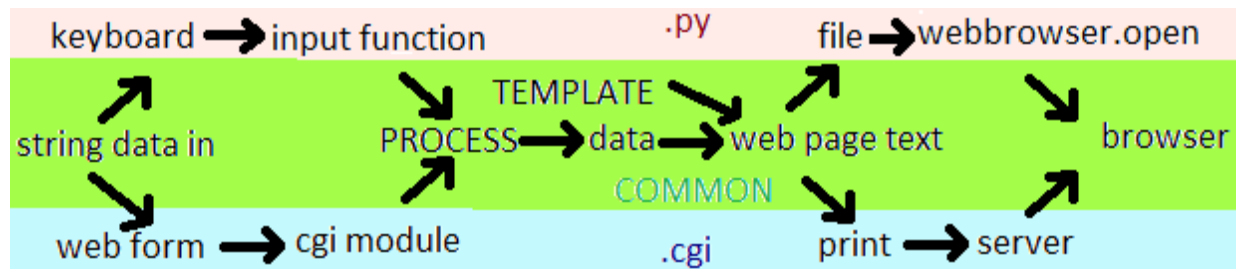 keyboard input function .py file webbrowser.open
TEMPLATE
string data in PROCESS data web page text browser
COMMON
web form cgi module .cgi print server